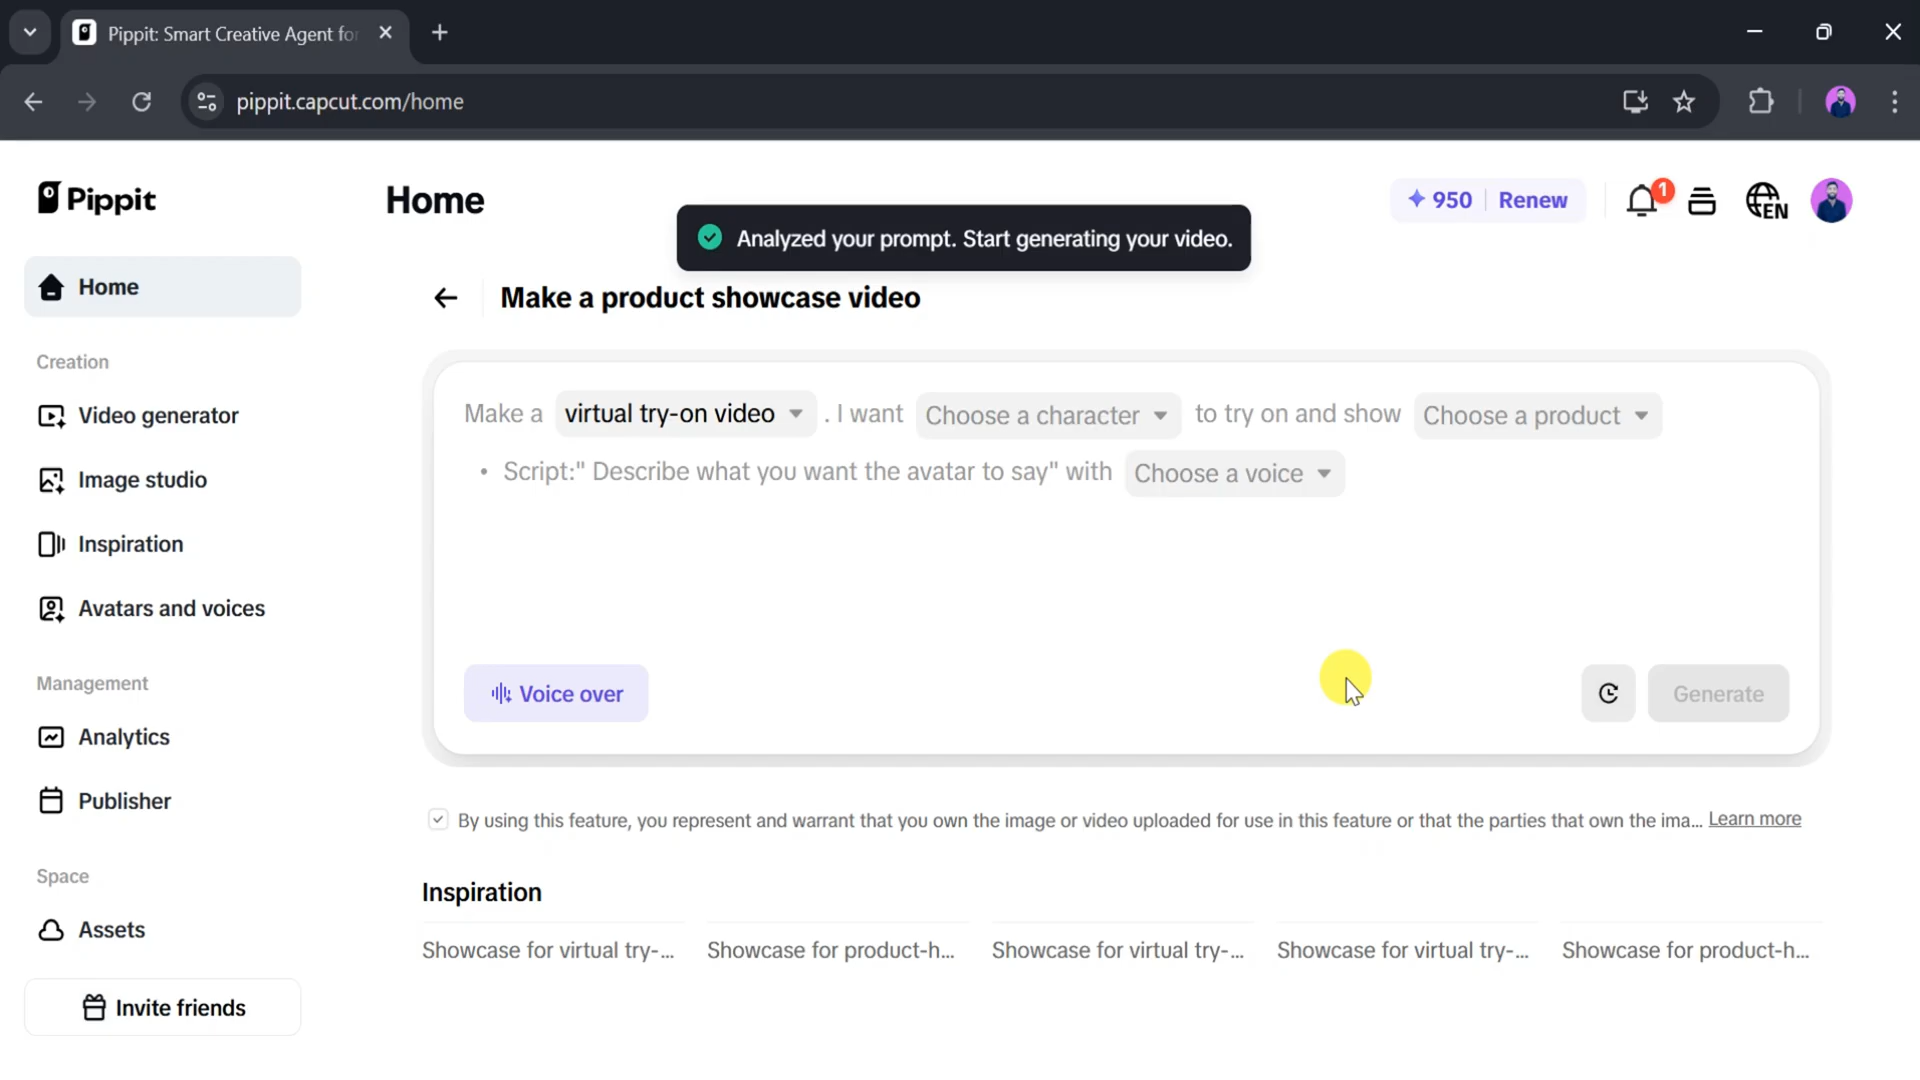 Pippit: Smart Creative Agent for
pippit.capcut.com/home
Pippit
Home
950 Renew
1
EN
Analyzed your prompt. Start generating your video.
Home
Make a product showcase video
Creation
Video generator
Image studio
Inspiration
Avatars and voices
Management
Analytics
Publisher
Space
Assets
Invite friends
Make a virtual try-on video . I want Choose a character to try on and show Choose a product
• Script:" Describe what you want the avatar to say" with Choose a voice
Voice over
Generate
By using this feature, you represent and warrant that you own the image or video uploaded for use in this feature or that the parties that own the ima... Learn more
Inspiration
Showcase for virtual try-... Showcase for product-h... Showcase for virtual try-... Showcase for virtual try-... Showcase for product-h...